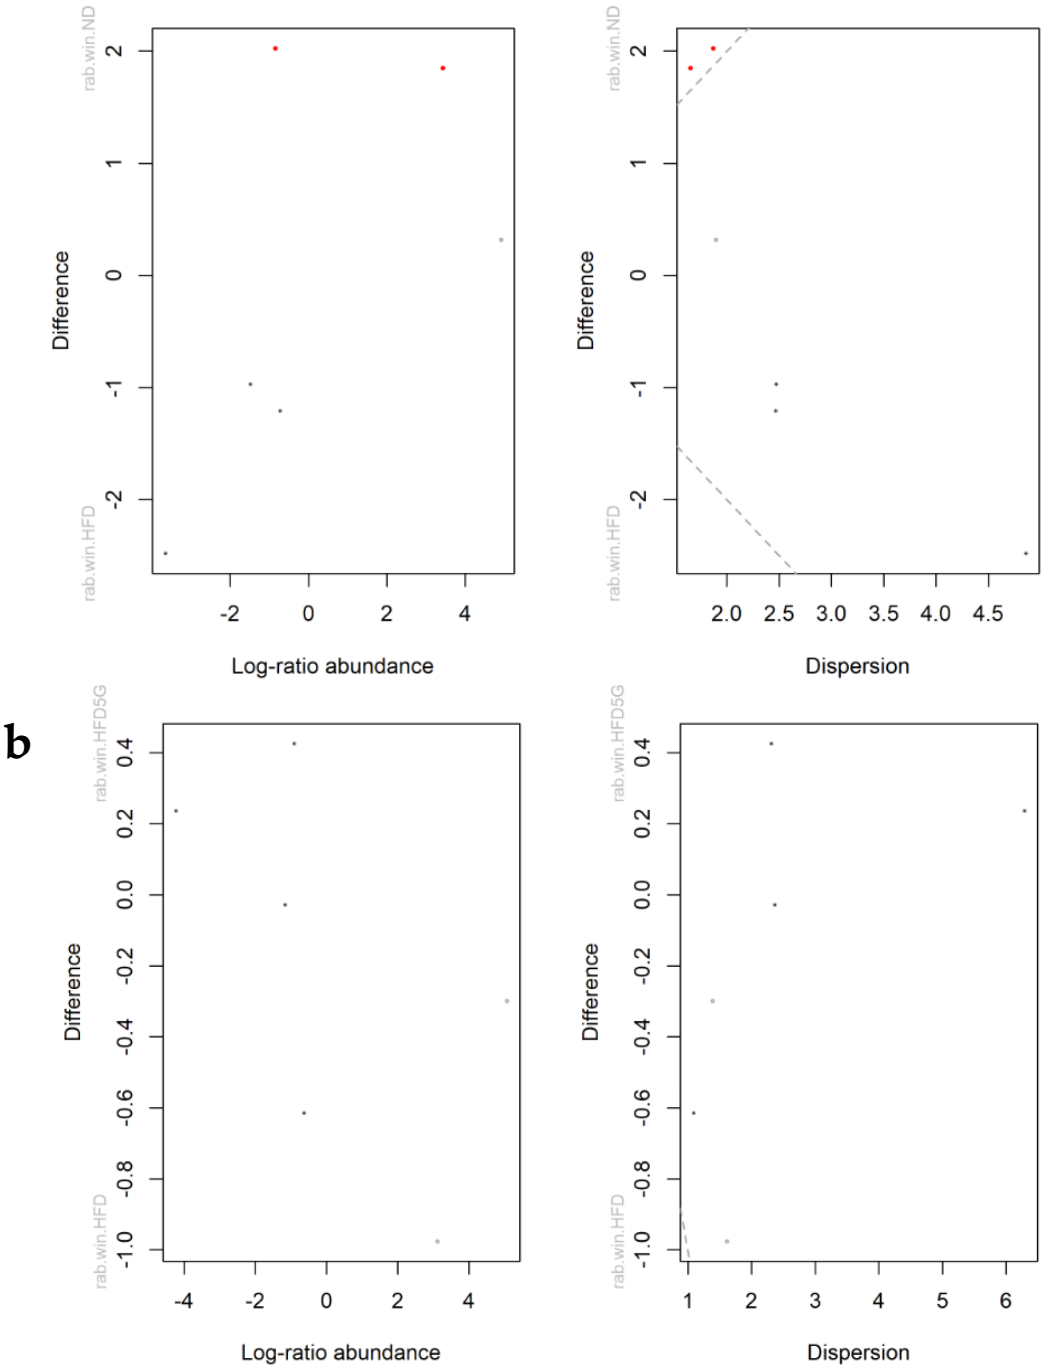 rab.win.ND
rab.win.HFD
Difference
2
1
0
-1
-2
-2
0
2
4
Log-ratio abundance
rab.win.ND
rab.win.HFD
Difference
2
1
0
-1
-2
2.0 2.5 3.0 3.5 4.0 4.5
Dispersion
b
rab.win.HFD5G
rab.win.HFD
Difference
0.4
0.2
0.0
-0.2
-0.4
-0.6
-0.8
-1.0
-4
-2
0
2
4
Log-ratio abundance
rab.win.HFD5G
rab.win.HFD
Difference
0.4
0.2
0.0
-0.2
-0.4
-0.6
-0.8
-1.0
1
2
3
4
5
6
Dispersion